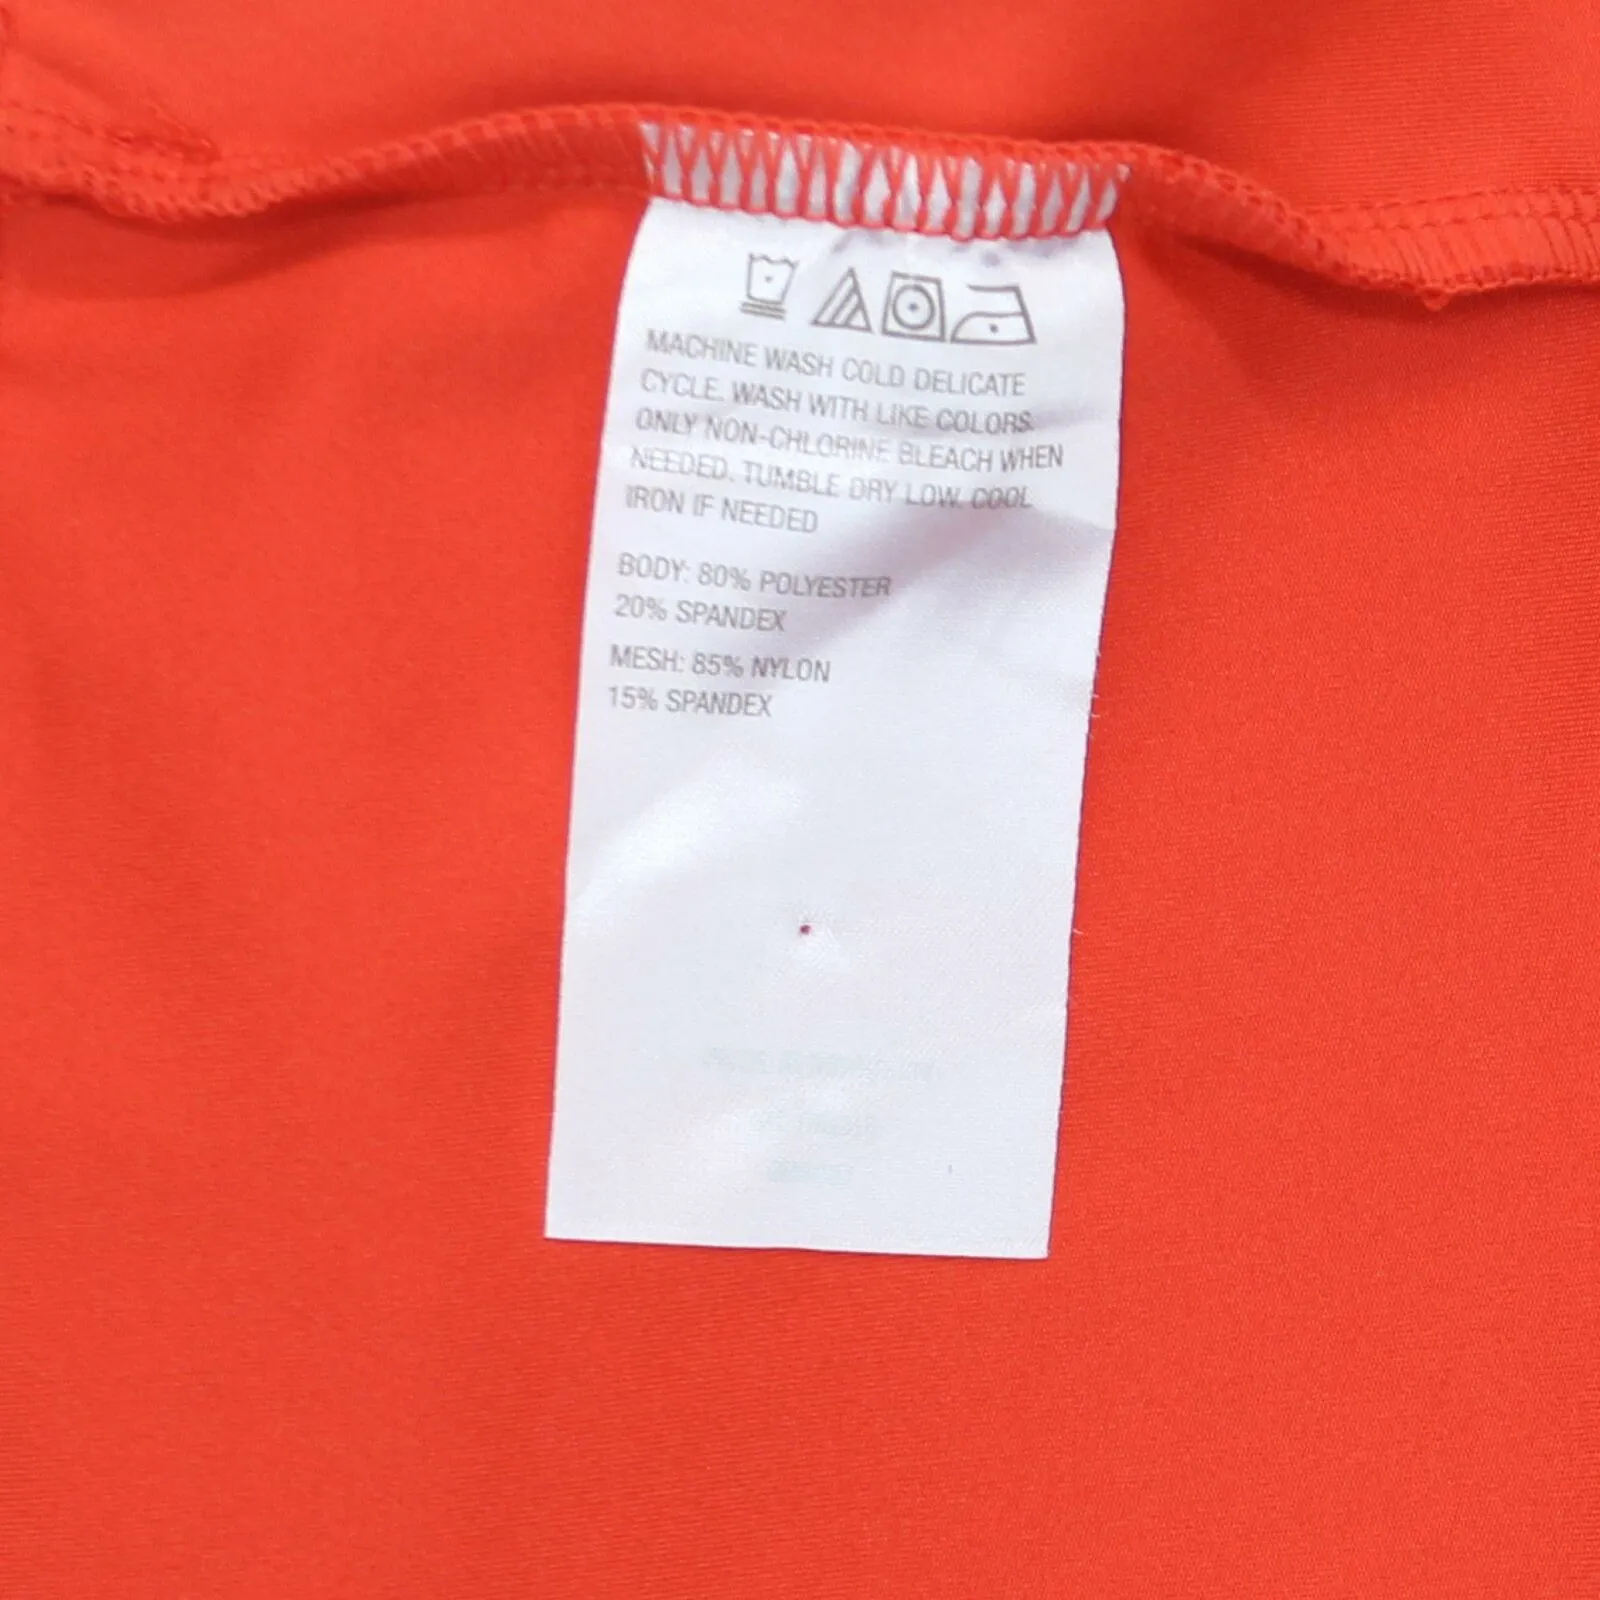 MACHINE WASH COLD DELICATE
CYCLE. WASH WITH LIKE COLORS.
ONLY NON-CHLORINE BLEACH WHEN
NEEDED. TUMBLE DRY LOW. COOL
IRON IF NEEDED
BODY: 80% POLYESTER
20% SPANDEX
MESH: 85% NYLON
15% SPANDEX